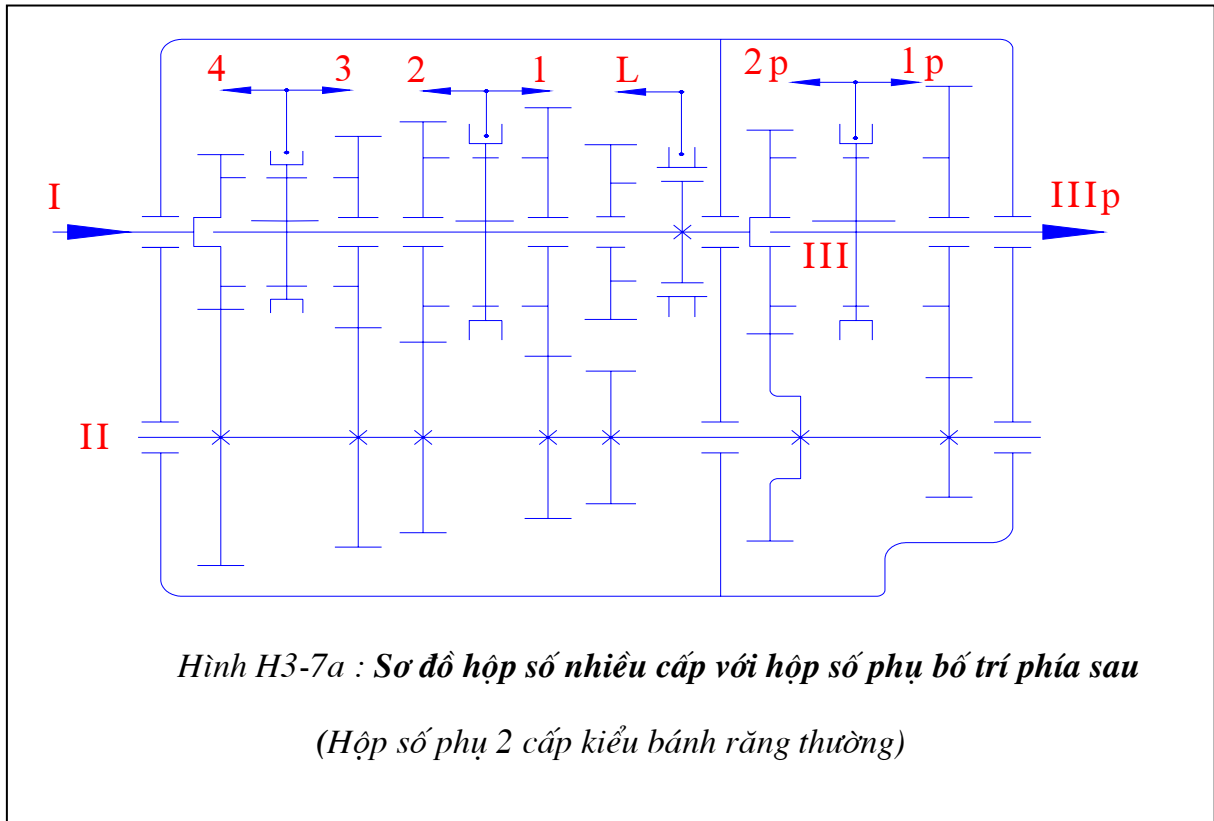 4 3 2 1 L 2p 1p
I IIIp
III
II
Hình H3-7a : Sơ đồ hộp số nhiều cấp với hộp số phụ bố trí phía sau
(Hộp số phụ 2 cấp kiểu bánh răng thường)